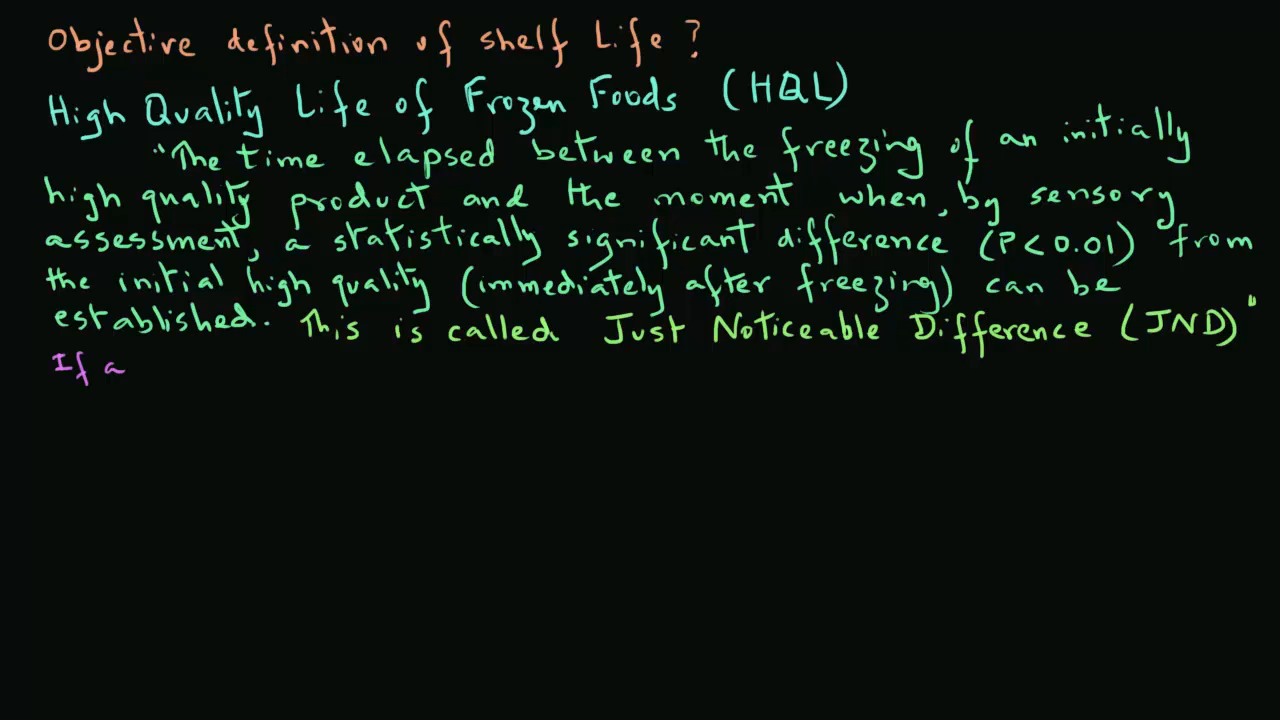 Objective definition of shelf Life ?
High Quality Life of Frozen Foods (HQL)
"The time elapsed between the freezing of an initially
high quality product and the moment when, by sensory
assessment, a statistically significant difference (P<0.01) from
the initial high quality (immediately after freezing) can be
established. This is called Just Noticeable Difference (JND)"
If a